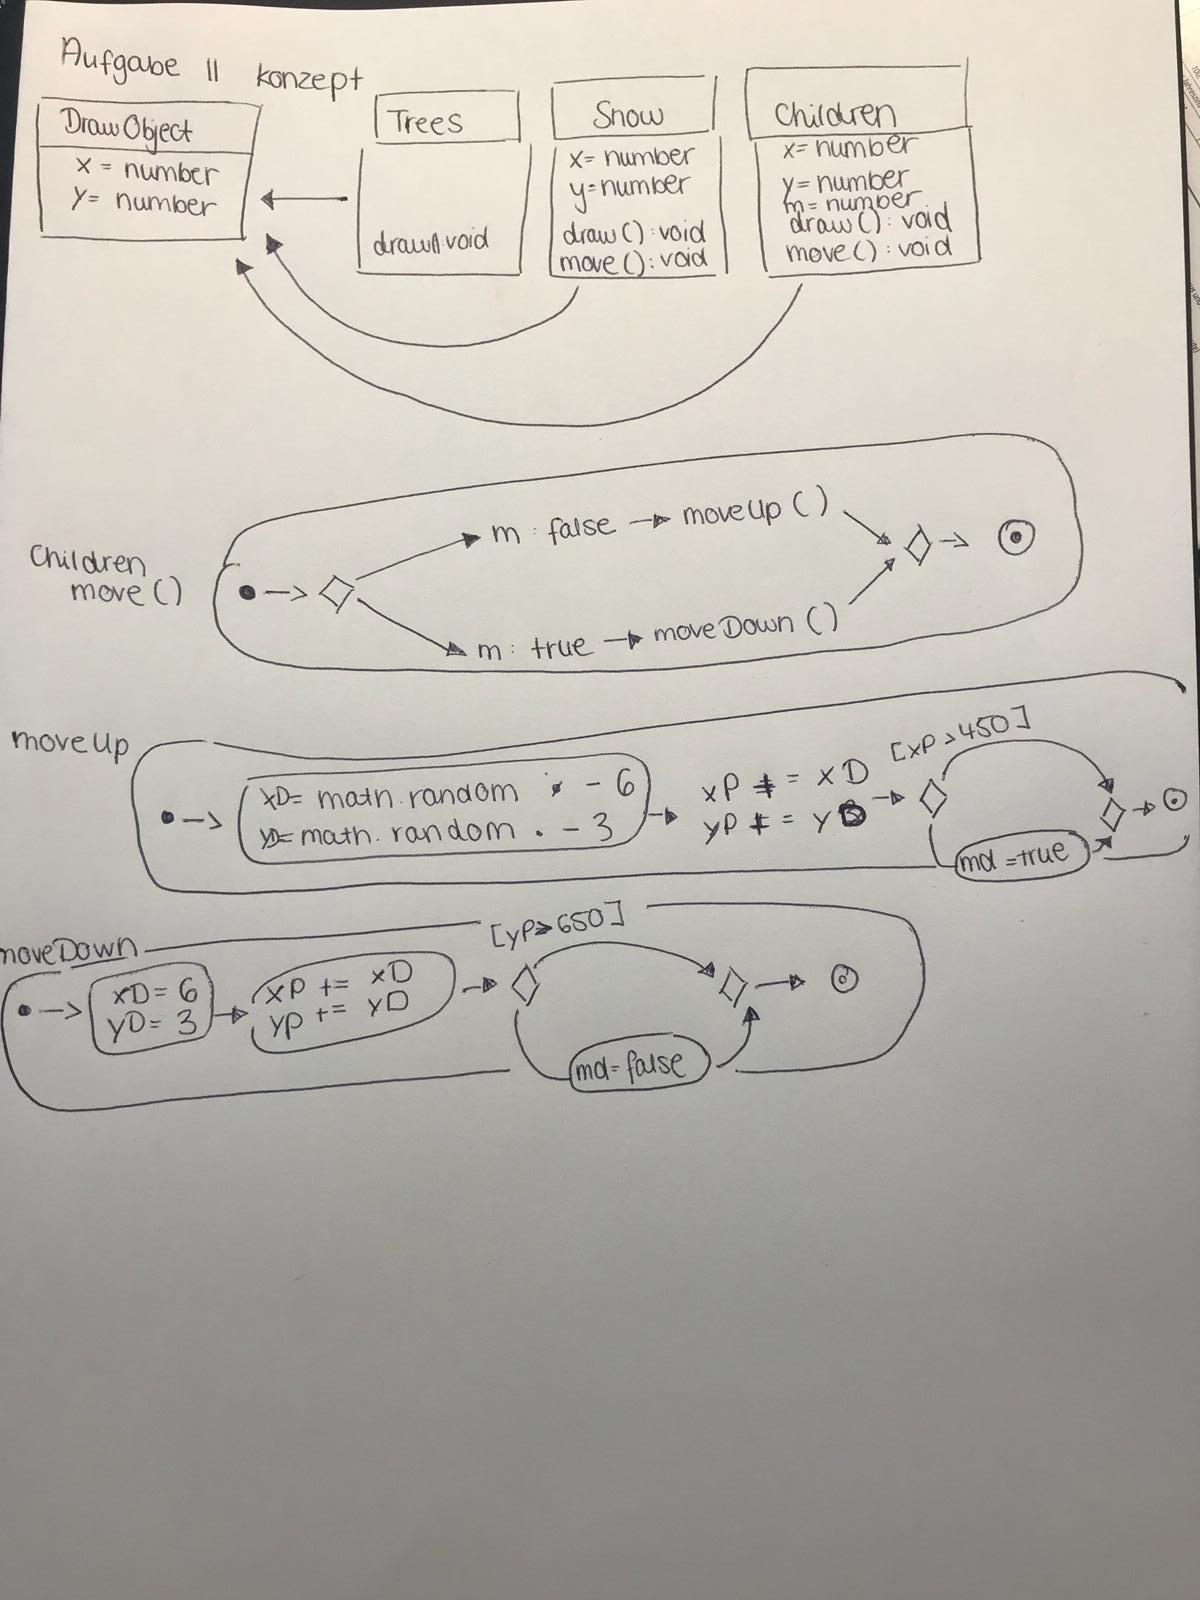 Aufgabe 11 konzept
DrawObject
x = number
y = number
Trees
draw():void
Snow
x= number
y=number
draw() : void
move() : void
Children
x= number
y= number
m= number
draw() : void
move() : void
Children
move()
m : false
moveUp()
m : true
moveDown()
moveUp
xD= math.random * - 6
yD= math.random . - 3
xP += xD
yP += yD
[xP > 450]
md =true
moveDown
xD= 6
yD= 3
xP += xD
yP += yD
[yP > 650]
md= false